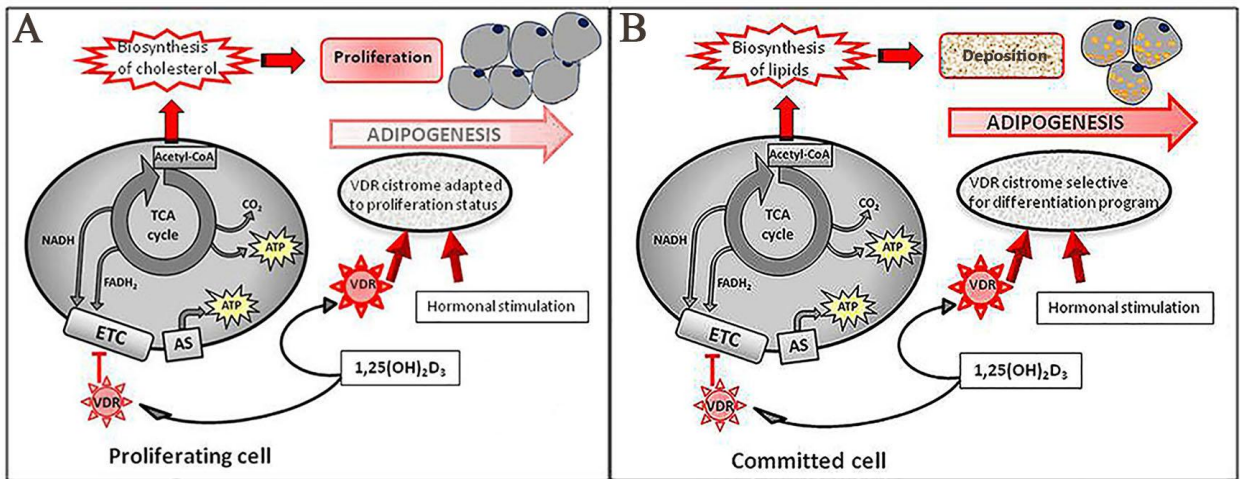 A
Biosynthesis
of cholesterol
Proliferation
ADIPOGENESIS
Acetyl-CoA
TCA
cycle
CO2
NADH
ATP
FADH2
ATP
ETC
AS
VDR cistrome adapted
to proliferation status
VDR
Hormonal stimulation
1,25(OH)2D3
VDR
Proliferating cell
B
Biosynthesis
of lipids
Deposition
ADIPOGENESIS
Acetyl-CoA
TCA
cycle
CO2
NADH
ATP
FADH2
ATP
ETC
AS
VDR cistrome selective
for differentiation program
VDR
Hormonal stimulation
1,25(OH)2D3
VDR
Committed cell